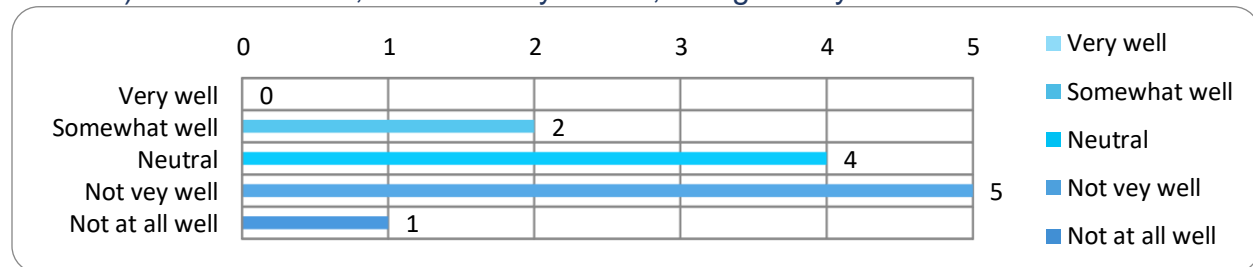 0 1 2 3 4 5
Very well 0
Somewhat well 2
Neutral 4
Not vey well 5
Not at all well 1
Very well
Somewhat well
Neutral
Not vey well
Not at all well